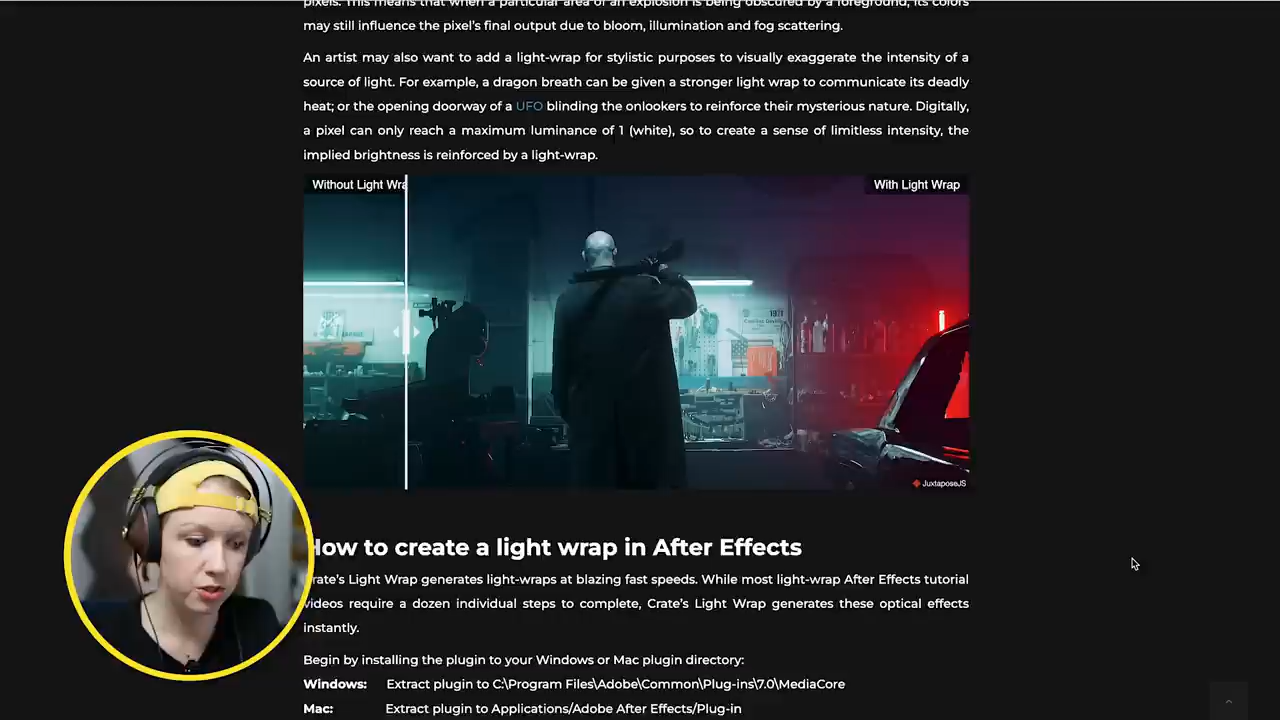 pixels. This means that when a particular area of an explosion is being obscured by a foreground, its colors
may still influence the pixel's final output due to bloom, illumination and fog scattering.
An artist may also want to add a light-wrap for stylistic purposes to visually exaggerate the intensity of a
source of light. For example, a dragon breath can be given a stronger light wrap to communicate its deadly
heat; or the opening doorway of a UFO blinding the onlookers to reinforce their mysterious nature. Digitally,
a pixel can only reach a maximum luminance of 1 (white), so to create a sense of limitless intensity, the
implied brightness is reinforced by a light-wrap.
Without Light Wra
With Light Wrap
1971
JuxtaposeJS
How to create a light wrap in After Effects
Crate's Light Wrap generates light-wraps at blazing fast speeds. While most light-wrap After Effects tutorial
videos require a dozen individual steps to complete, Crate's Light Wrap generates these optical effects
instantly.
Begin by installing the plugin to your Windows or Mac plugin directory:
Windows: Extract plugin to C:\Program Files\Adobe\Common\Plug-ins\7.0\MediaCore
Mac: Extract plugin to Applications/Adobe After Effects/Plug-in